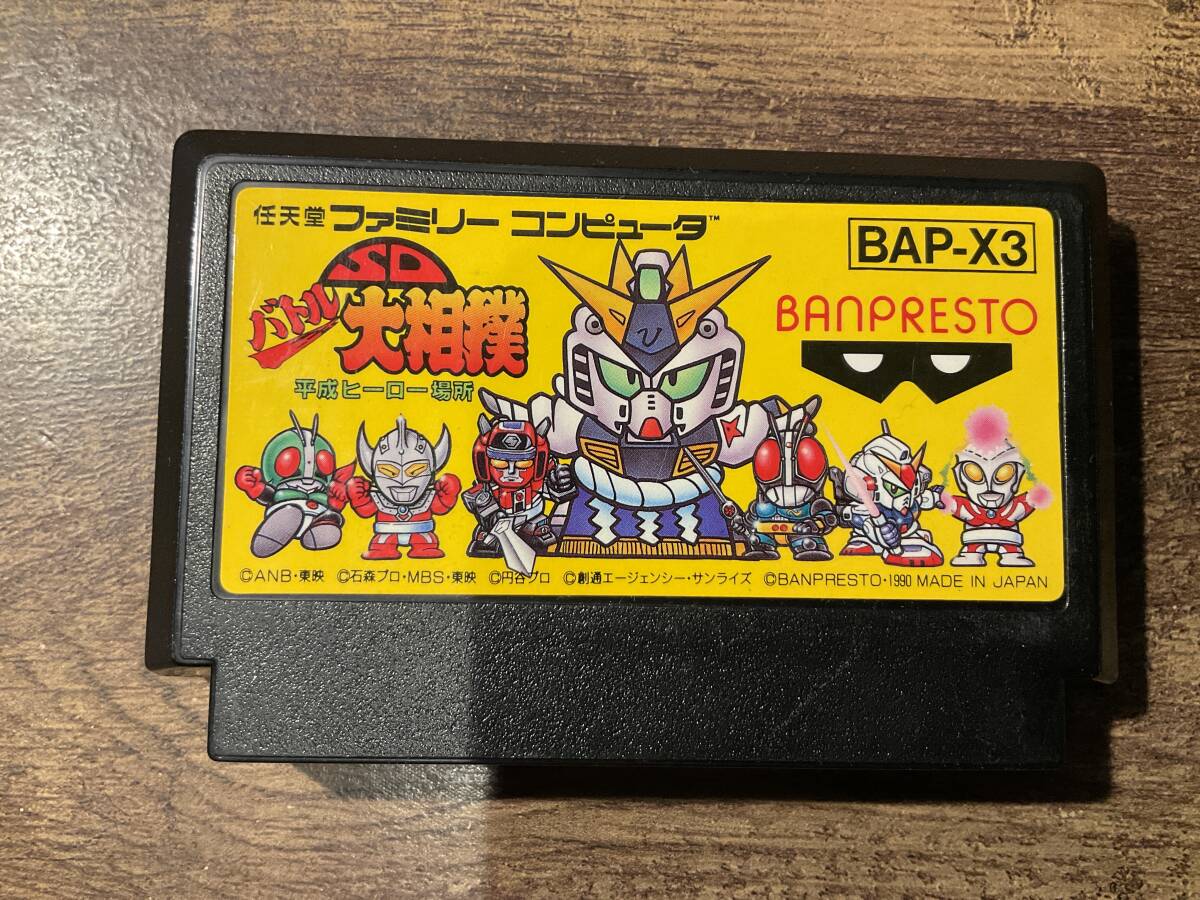 任天堂 ファミリー コンピュータ™
BAP-X3
SD
バトル
大相撲
平成ヒーロー場所
BANPRESTO
ν
©ANB・東映 ©石森プロ・MBS・東映 ©円谷プロ ©創通エージェンシー・サンライズ ©BANPRESTO・1990 MADE IN JAPAN